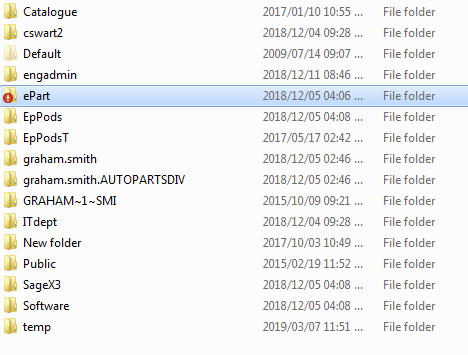 Catalogue 2017/01/10 10:55 ... File folder
cswart2 2018/12/04 09:28 ... File folder
Default 2009/07/14 09:07 ... File folder
engadmin 2018/12/11 08:46 ... File folder
ePart 2018/12/05 04:06 ... File folder
EpPods 2018/12/05 04:08 ... File folder
EpPodsT 2017/05/17 02:42 ... File folder
graham.smith 2018/12/05 02:46 ... File folder
graham.smith.AUTOPARTSDIV 2018/12/05 02:46 ... File folder
GRAHAM~1~SMI 2015/10/09 09:21 ... File folder
ITdept 2018/12/04 09:28 ... File folder
New folder 2017/10/03 10:49 ... File folder
Public 2015/02/19 11:52 ... File folder
SageX3 2018/12/05 04:08 ... File folder
Software 2018/12/05 04:08 ... File folder
temp 2019/03/07 11:51 ... File folder